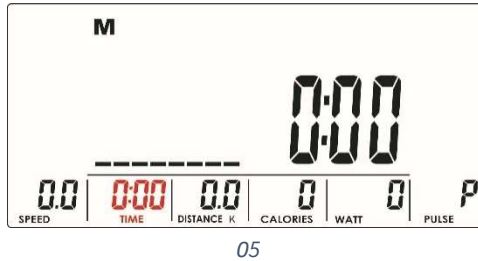 M
0:00
0.0 0:00 0.0 0 0 P
SPEED TIME DISTANCE K CALORIES WATT PULSE
05